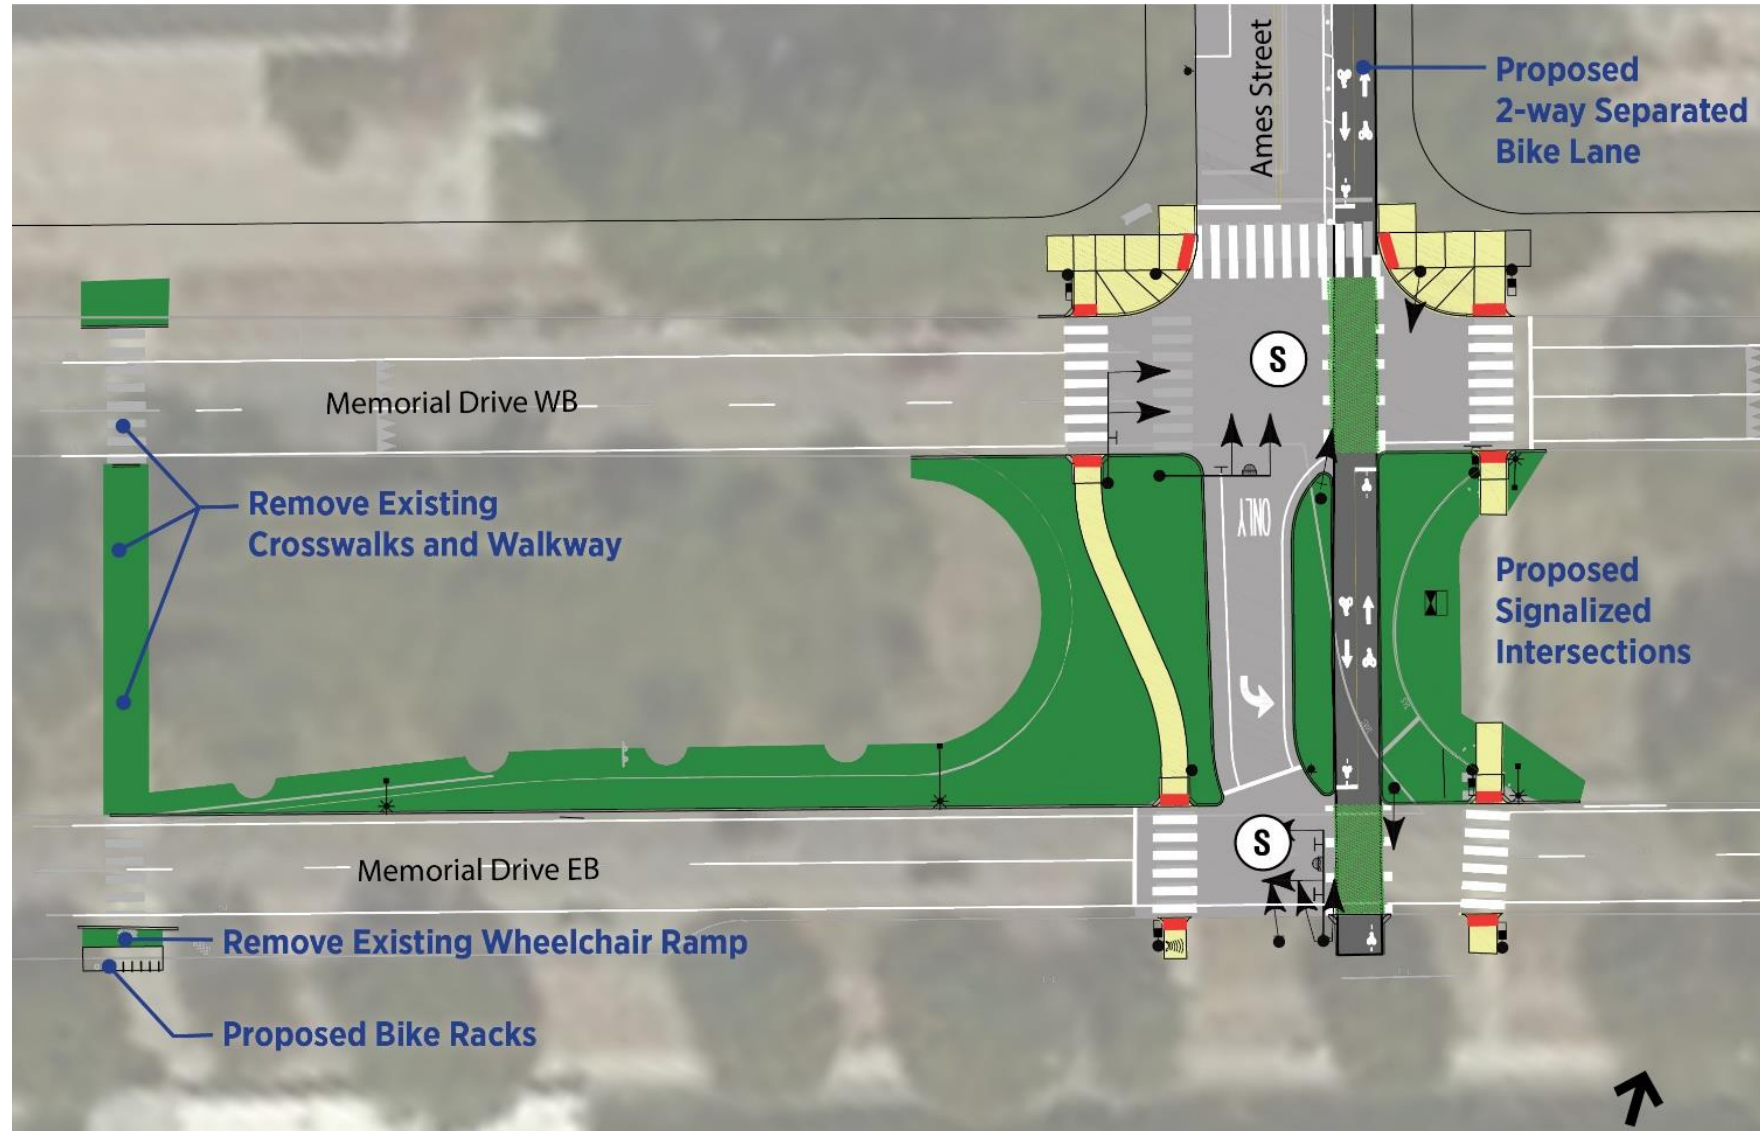 Ames Street
Proposed
2-way Separated
Bike Lane
S
Memorial Drive WB
Remove Existing
Crosswalks and Walkway
ONLY
Proposed
Signalized
Intersections
S
Memorial Drive EB
Remove Existing Wheelchair Ramp
Proposed Bike Racks